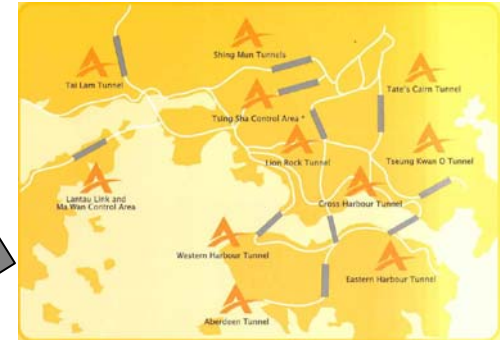 Shing Mun Tunnels
Tai Lam Tunnel
Tate's Cairn Tunnel
Tsing Sha Control Area *
Lion Rock Tunnel
Tseung Kwan O Tunnel
Lantau Link and
Ma Wan Control Area
Cross Harbour Tunnel
Western Harbour Tunnel
Eastern Harbour Tunnel
Aberdeen Tunnel